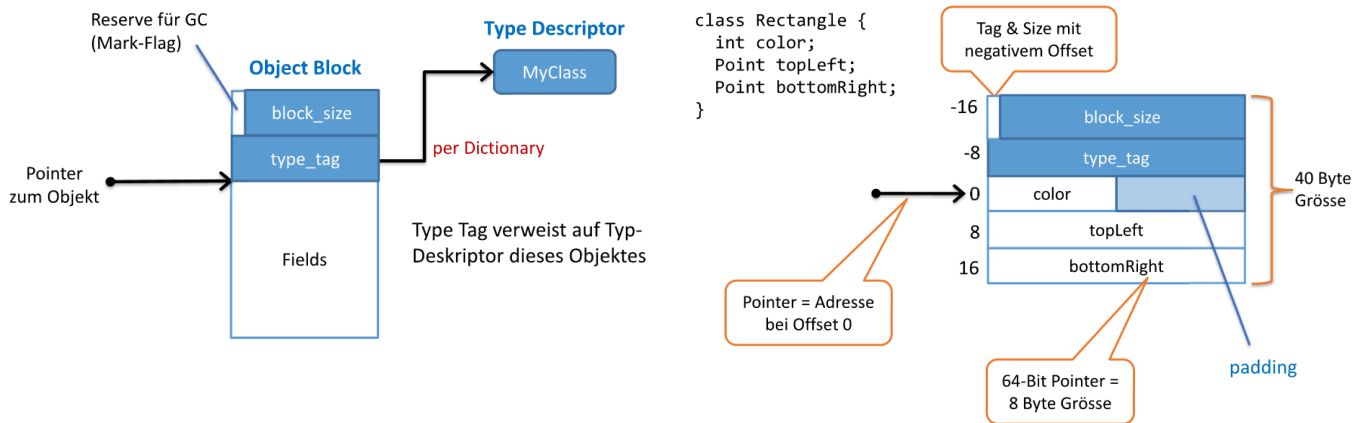 Reserve für GC
(Mark-Flag)
Object Block
Type Descriptor
MyClass
block_size
type_tag
per Dictionary
Pointer
zum Objekt
Fields
Type Tag verweist auf Typ-
Deskriptor dieses Objektes
class Rectangle {
int color;
Point topLeft;
Point bottomRight;
}
Tag & Size mit
negativem Offset
-16
block_size
-8
type_tag
0
color
8
topLeft
16
bottomRight
40 Byte
Grösse
Pointer = Adresse
bei Offset 0
64-Bit Pointer =
8 Byte Grösse
padding